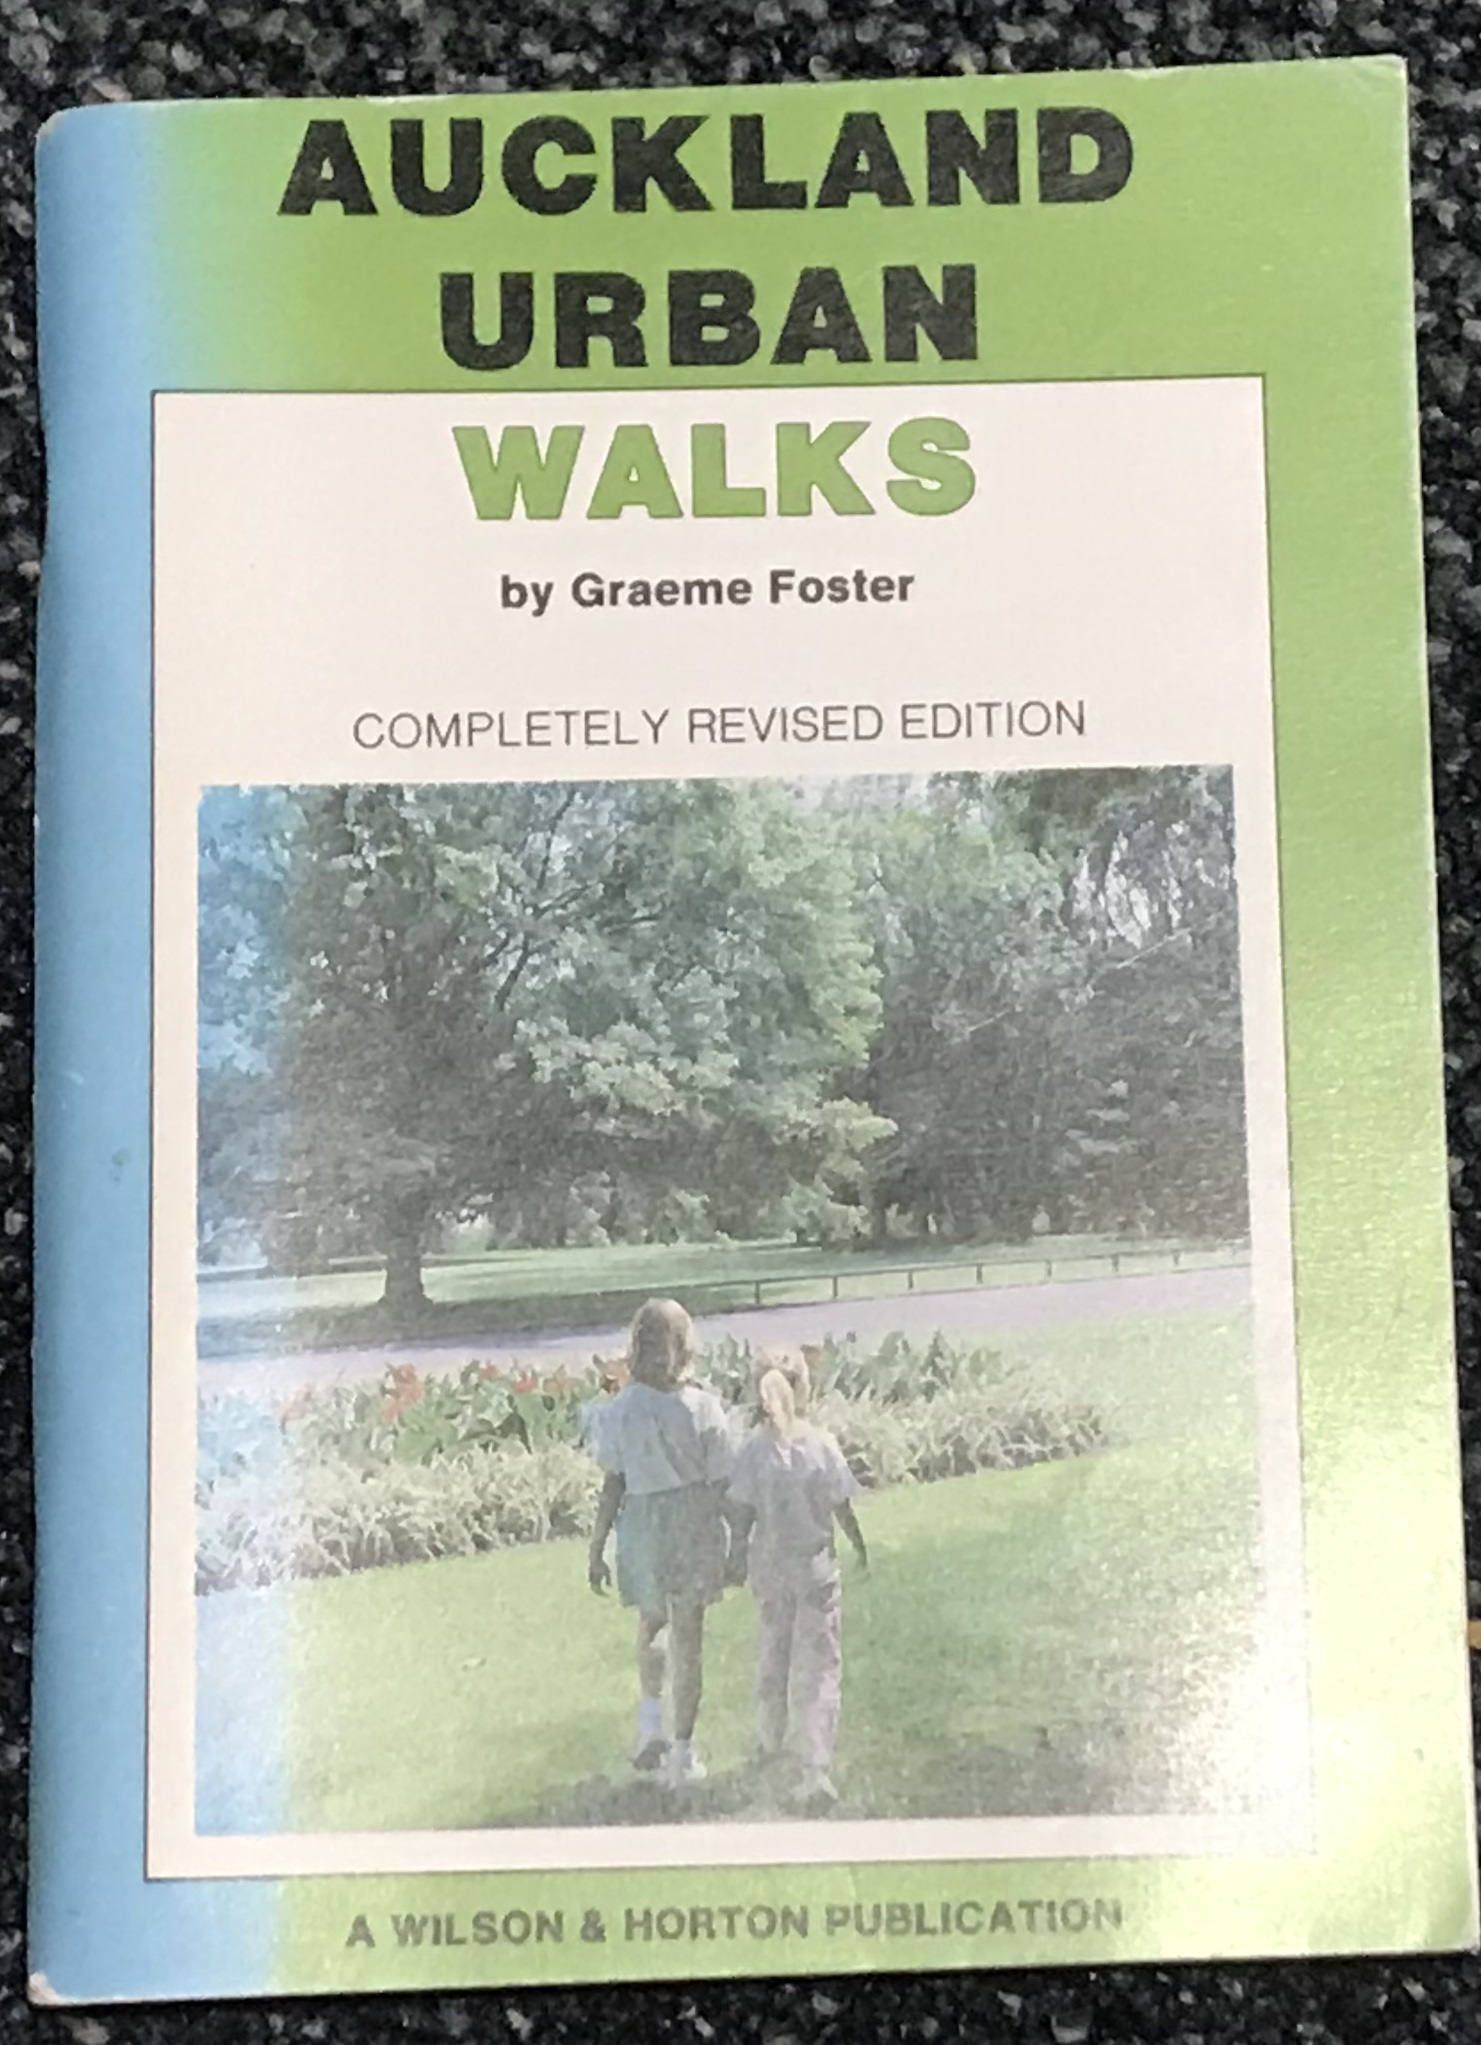 AUCKLAND
URBAN
WALKS
by Graeme Foster
COMPLETELY REVISED EDITION
A WILSON & HORTON PUBLICATION